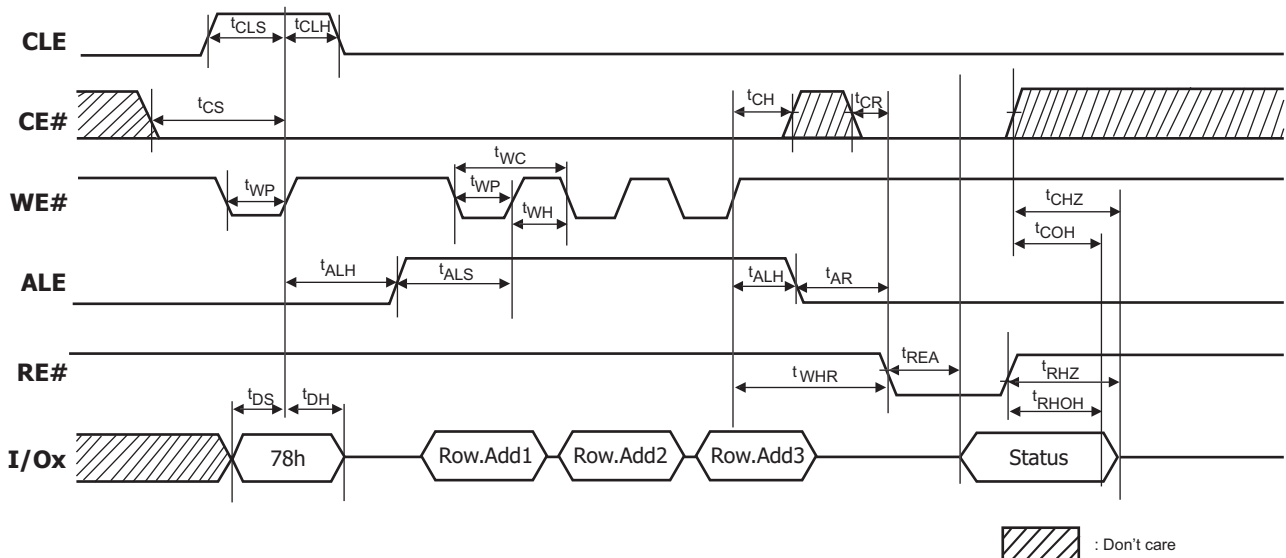 CLE
tCLS
tCLH
CE#
tCS
tCH
tCR
WE#
tWP
tWC
tWP
tWH
tCHZ
tCOH
ALE
tALH
tALS
tALH
tAR
RE#
tREA
tWHR
tRHZ
tRHOH
tDS
tDH
I/Ox
78h
Row.Add1
Row.Add2
Row.Add3
Status
: Don't care